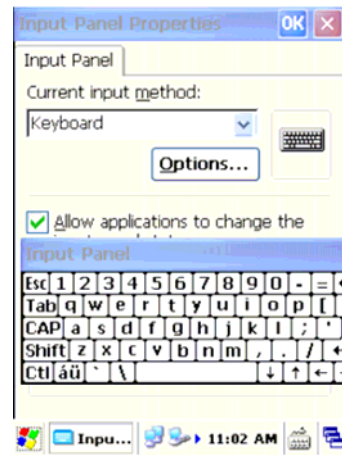 Input Panel Properties OK ×
Input Panel
Current input method:
Keyboard
Options...
Allow applications to change the
Input Panel
Esc 1 2 3 4 5 6 7 8 9 0 - =
Tab q w e r t y u i o p [
CAP a s d f g h j k l ; '
Shift z x c v b n m , . /
Ctl áü ` \ ↓ ↑ ←
Inpu... 11:02 AM